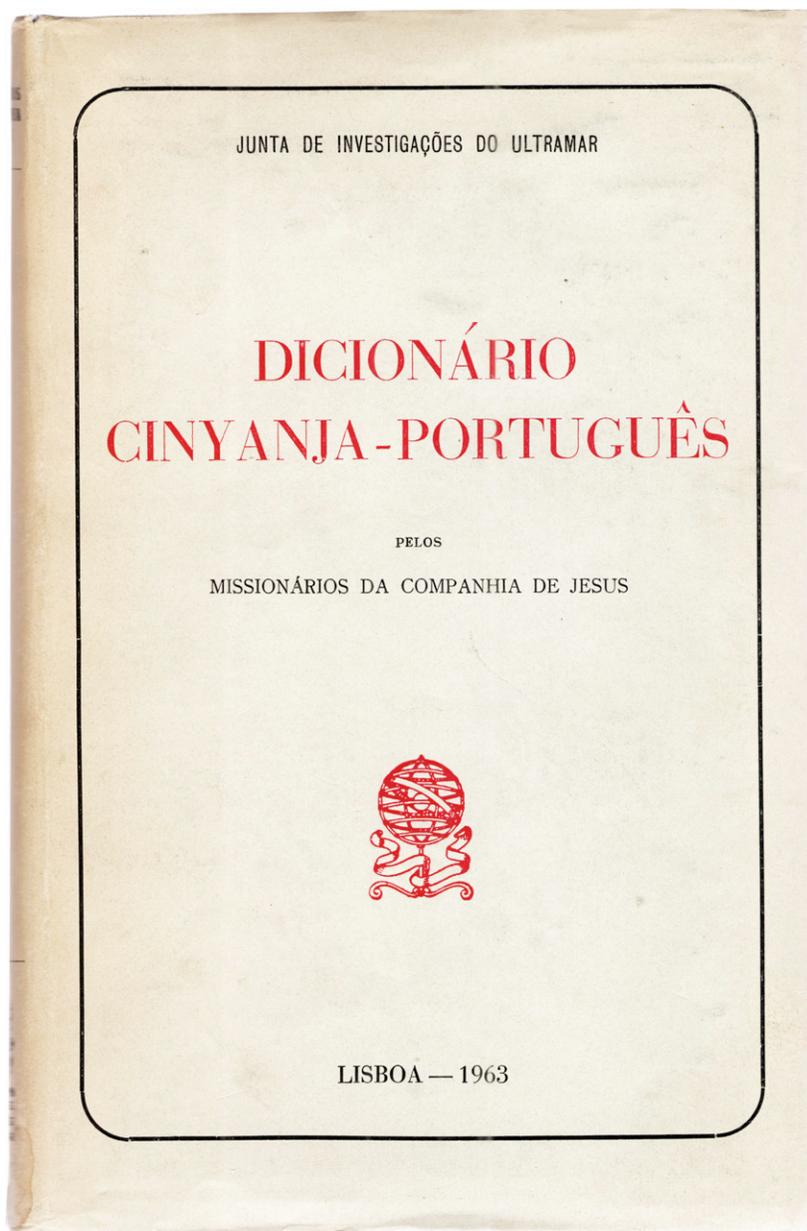 JUNTA DE INVESTIGAÇÕES DO ULTRAMAR
DICIONÁRIO
CINYANJA-PORTUGUÊS
PELOS
MISSIONÁRIOS DA COMPANHIA DE JESUS
LISBOA — 1963